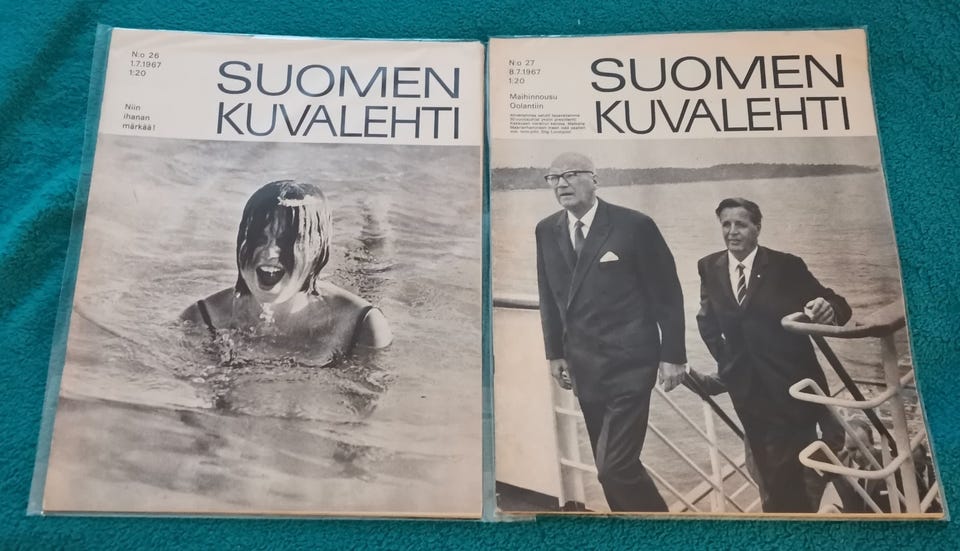 N:o 26
1.7.1967
1:20
SUOMEN
KUVALEHTI
Niin
ihanan
märkää!
N:o 27
8.7.1967
1:20
SUOMEN
KUVALEHTI
Maihinnousu
Oolantiin